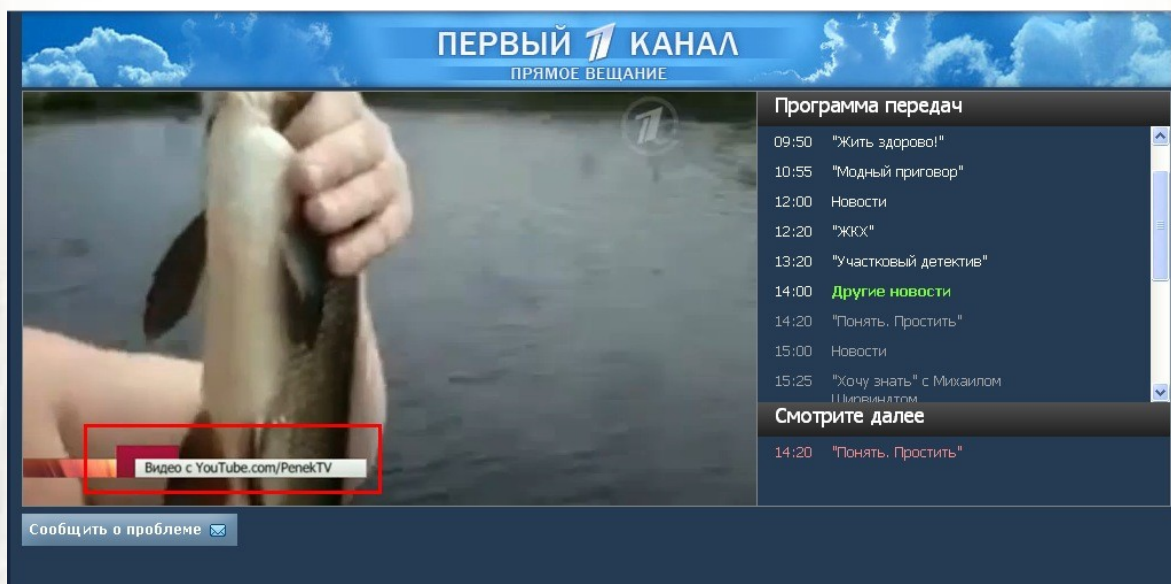 ПЕРВЫЙ 1 КАНАЛ
ПРЯМОЕ ВЕЩАНИЕ
Видео с YouTube.com/PenekTV
Программа передач
09:50 "Жить здорово!"
10:55 "Модный приговор"
12:00 Новости
12:20 "ЖКХ"
13:20 "Участковый детектив"
14:00 Другие новости
14:20 "Понять. Простить"
15:00 Новости
15:25 "Хочу знать" с Михаилом
Ширвиндтом
Смотрите далее
14:20 "Понять. Простить"
Сообщить о проблеме